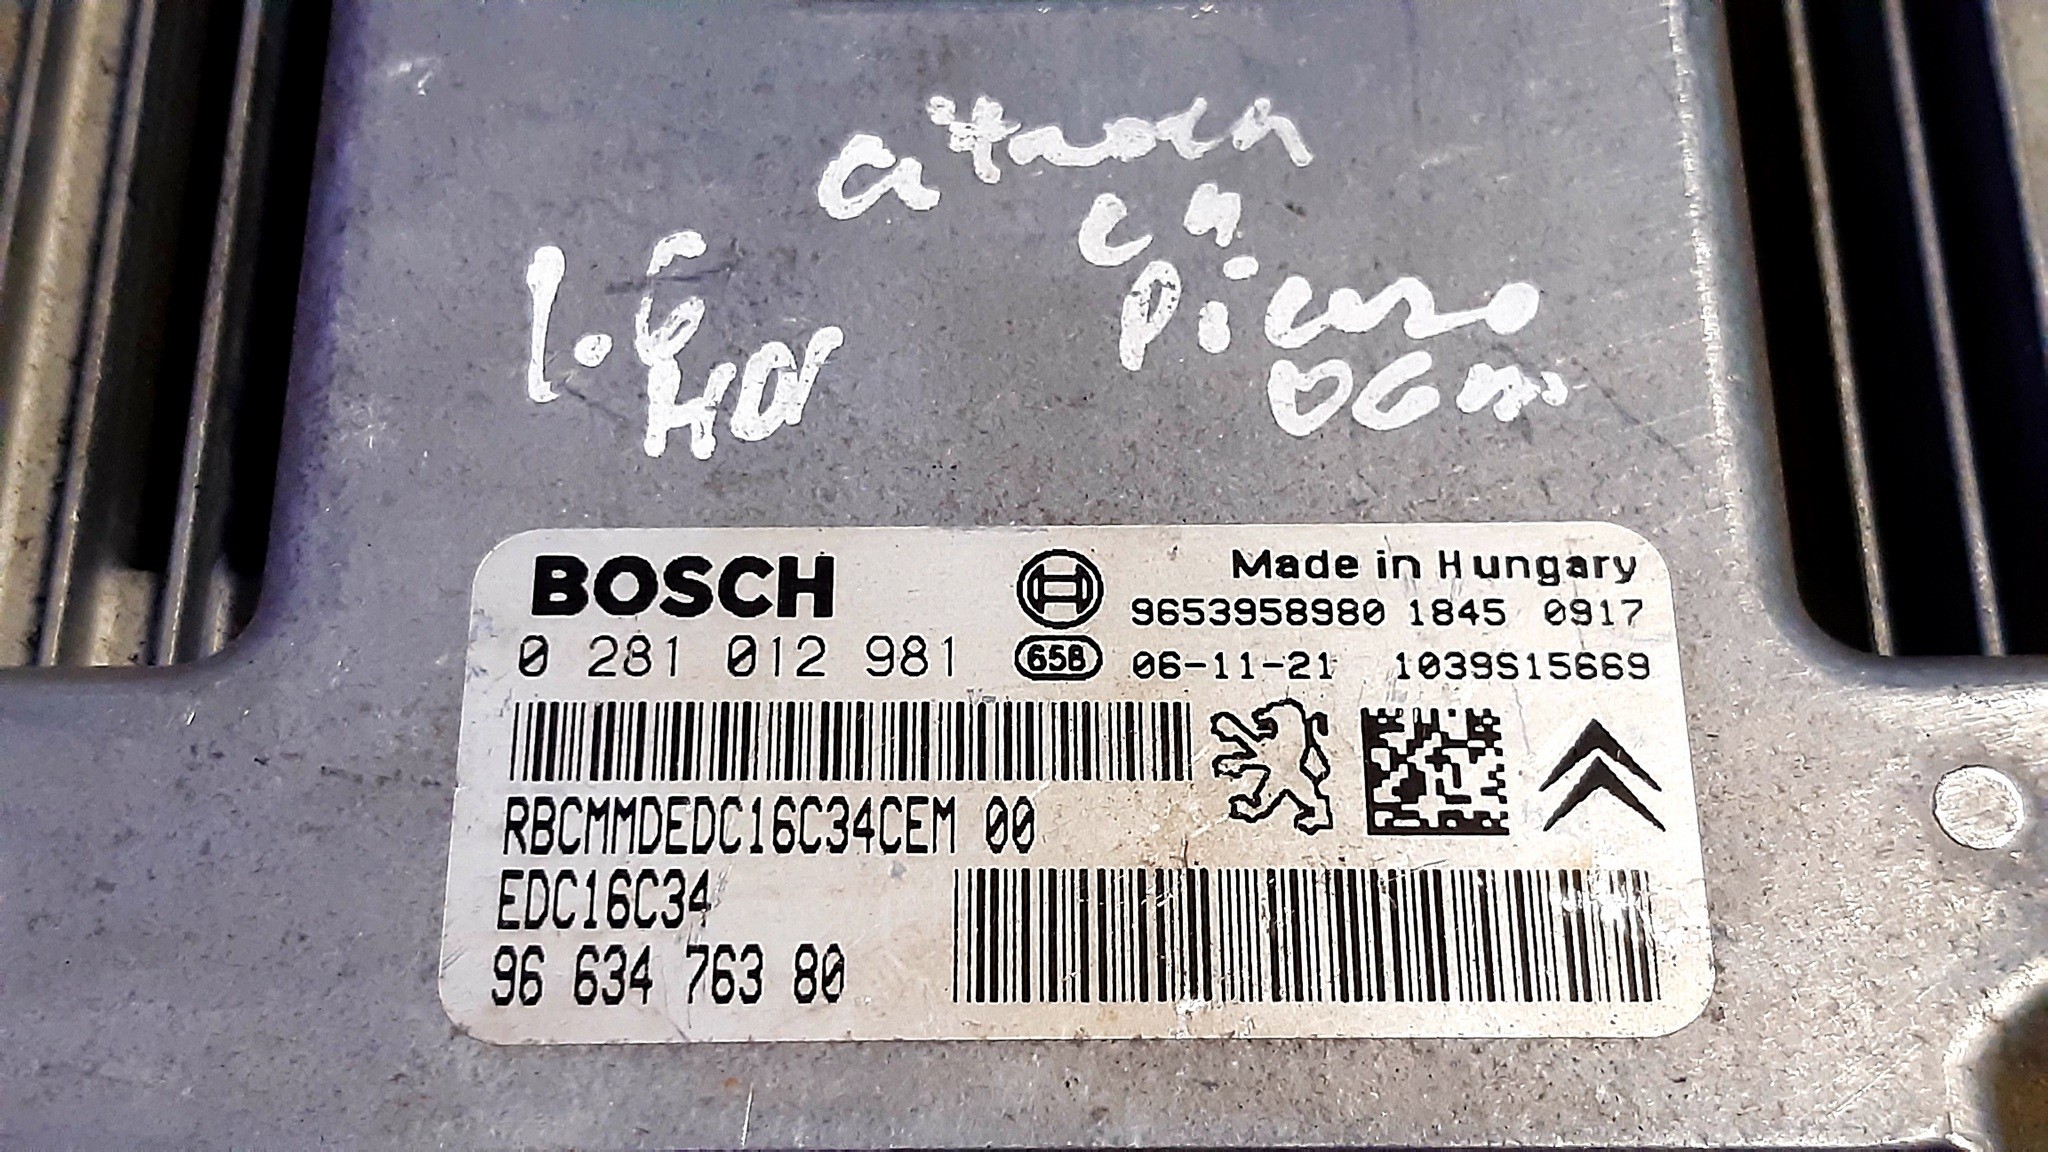 Citroen
C4
Picasso
06m
1.6
HDI
BOSCH
Made in Hungary
0 281 012 981
65B
9653958980 1845 0917
06-11-21 1039S15669
RBCMMDEDC16C34CEM 00
EDC16C34
96 634 763 80